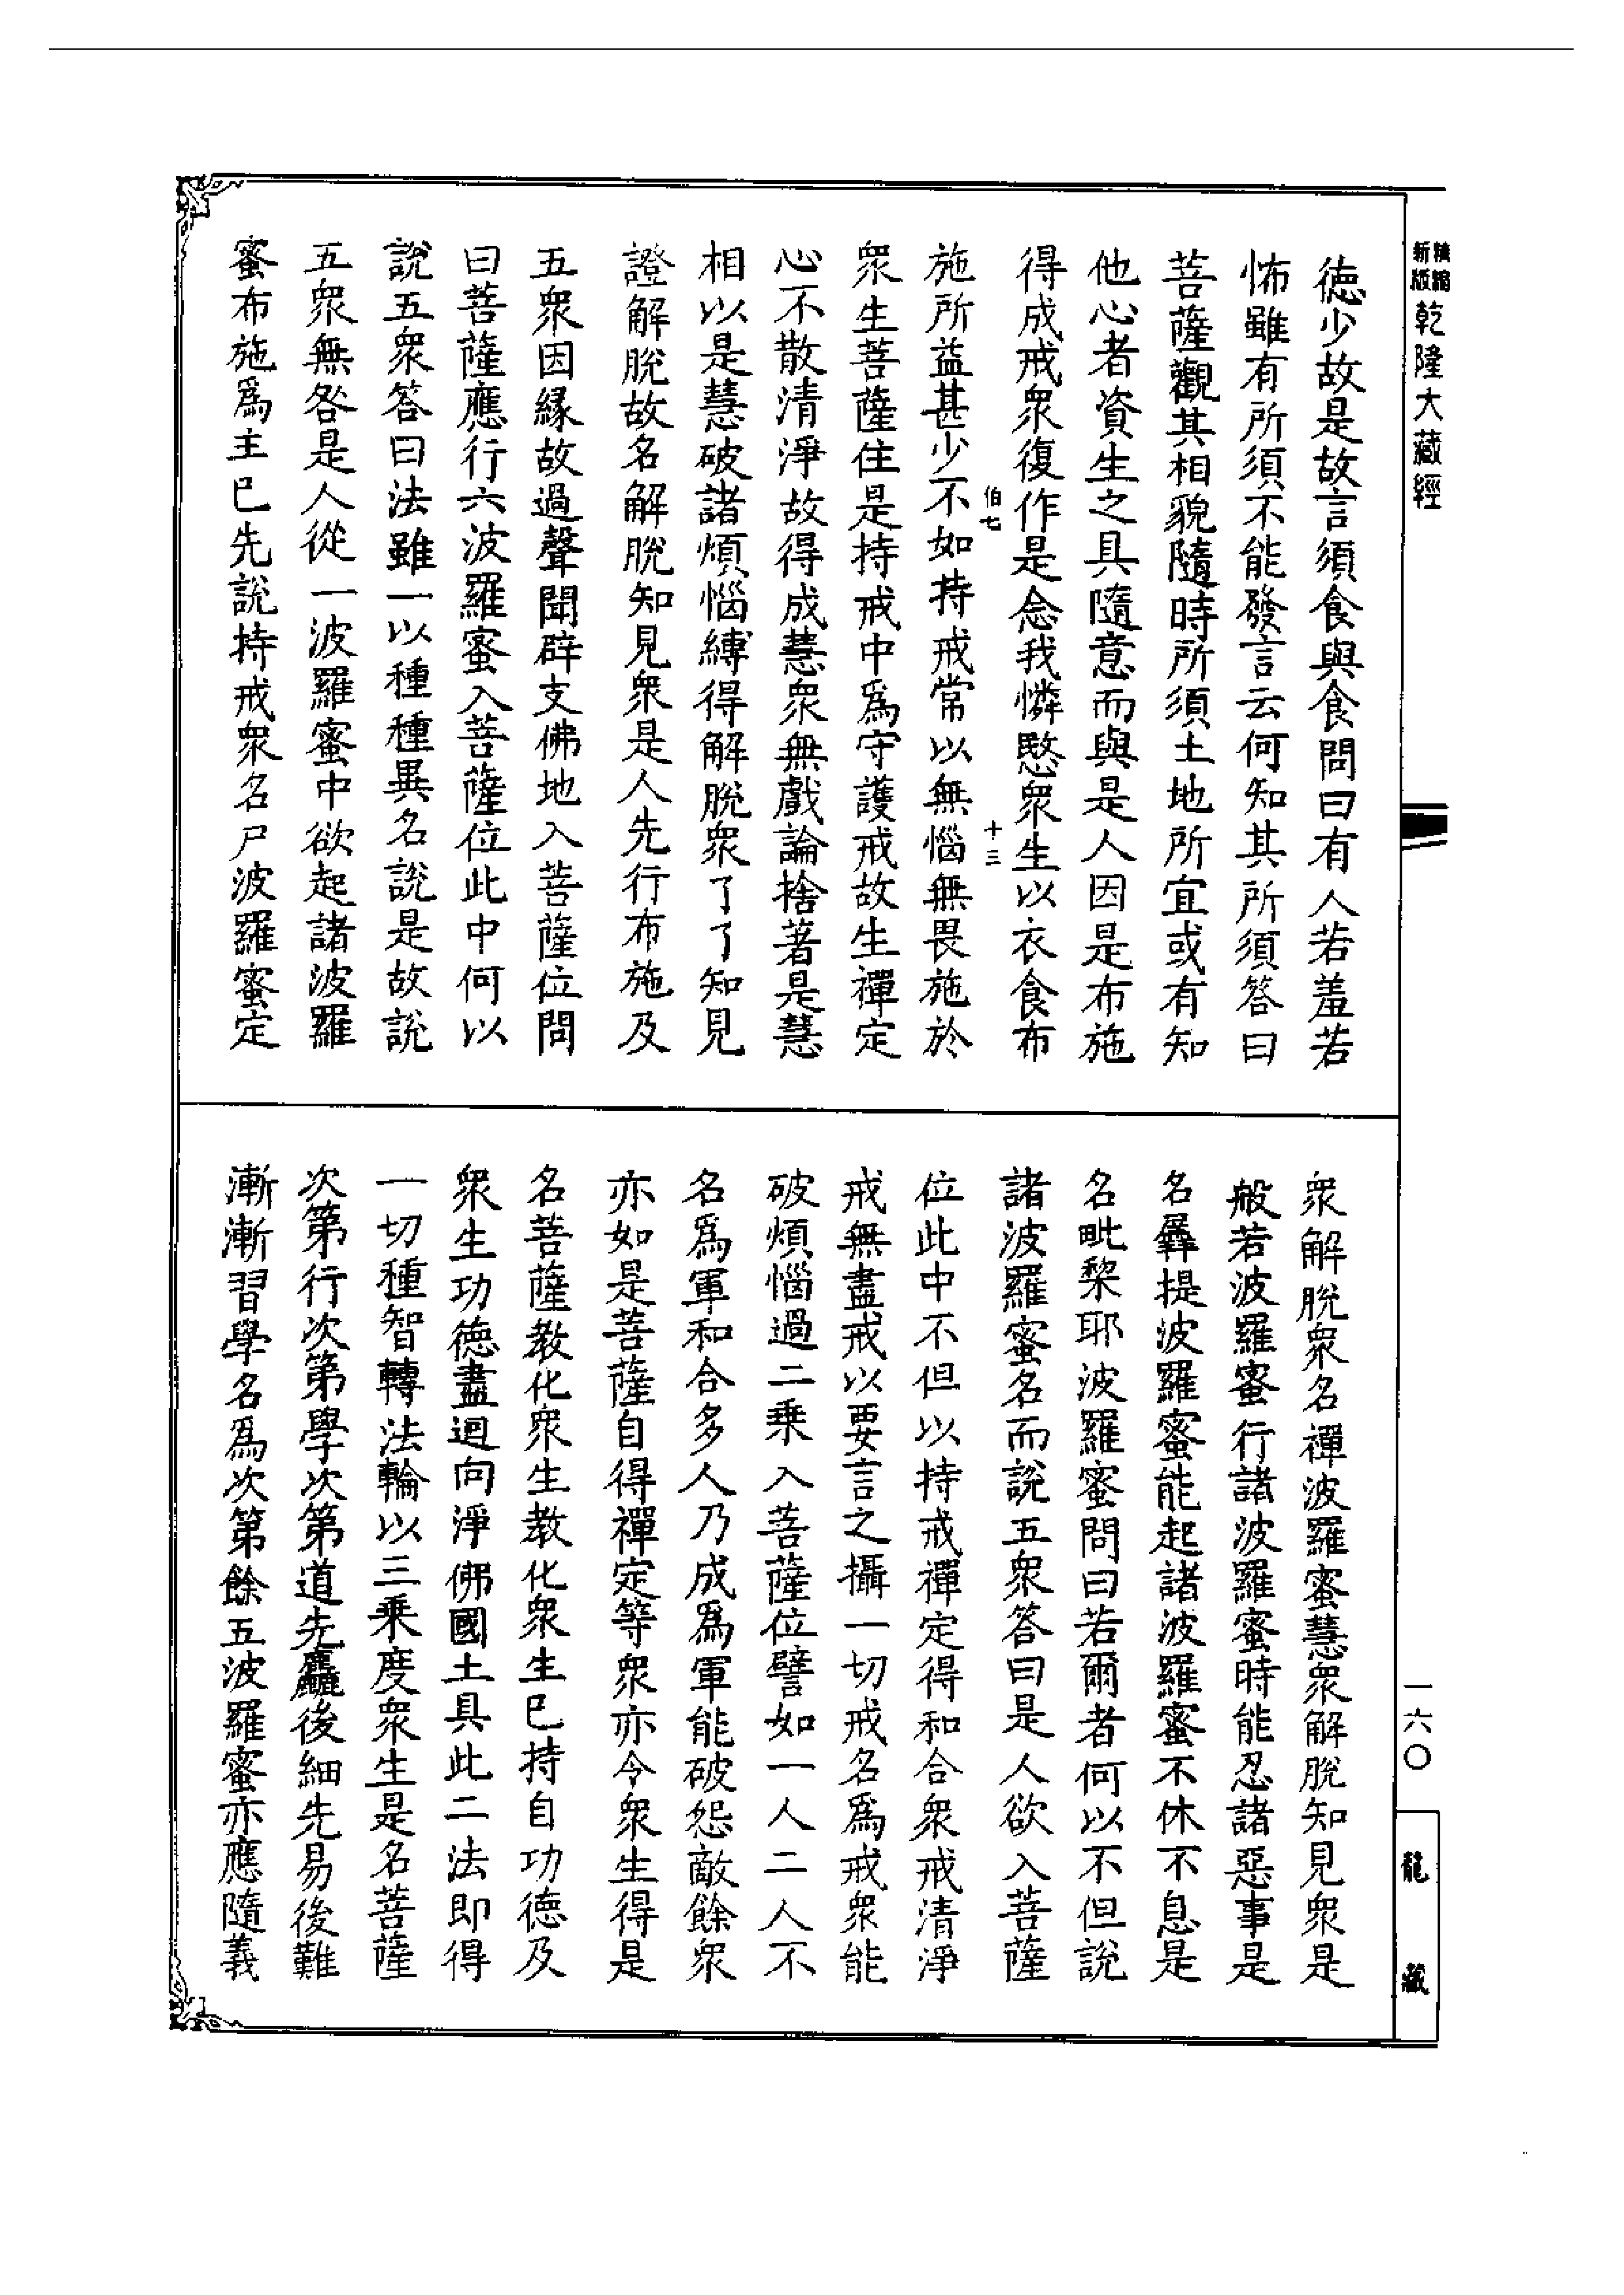 精縮新版乾隆大藏經
德少故是故言須食與食問曰有人若羞若
怖雖有所須不能發言云何知其所須答曰
菩薩觀其相貌隨時所須土地所宜或有知
他心者資生之具隨意而與是人因是布施
得成戒衆復作是念我憐愍衆生以衣食布
伯七 十三
施所益甚少不如持戒常以無惱無畏施於
衆生菩薩住是持戒中爲守護戒故生禪定
心不散清淨故得成慧衆無戲論捨著是慧
相以是慧破諸煩惱縛得解脫衆了了知見
證解脫故名解脫知見衆是人先行布施及
五衆因緣故過聲聞辟支佛地入菩薩位問
曰菩薩應行六波羅蜜入菩薩位此中何以
說五衆答曰法雖一以種種異名說是故說
五衆無咎是人從一波羅蜜中欲起諸波羅
蜜布施爲主已先說持戒衆名尸波羅蜜定
衆解脫衆名禪波羅蜜慧衆解脫知見衆是
般若波羅蜜行諸波羅蜜時能忍諸惡事是
名羼提波羅蜜能起諸波羅蜜不休不息是
名毗黎耶波羅蜜問曰若爾者何以不但說
諸波羅蜜名而說五衆答曰是人欲入菩薩
位此中不但以持戒禪定得和合衆戒清淨
戒無盡戒以要言之攝一切戒名爲戒衆能
破煩惱過二乘入菩薩位譬如一人二人不
名爲軍和合多人乃成爲軍能破怨敵餘衆
亦如是菩薩自得禪定等衆亦令衆生得是
名菩薩教化衆生教化衆生已持自功德及
衆生功德盡迴向淨佛國土具此二法即得
一切種智轉法輪以三乘度衆生是名菩薩
次第行次第學次第道先麤後細先易後難
漸漸習學名爲次第餘五波羅蜜亦應隨義
一六〇
龍藏